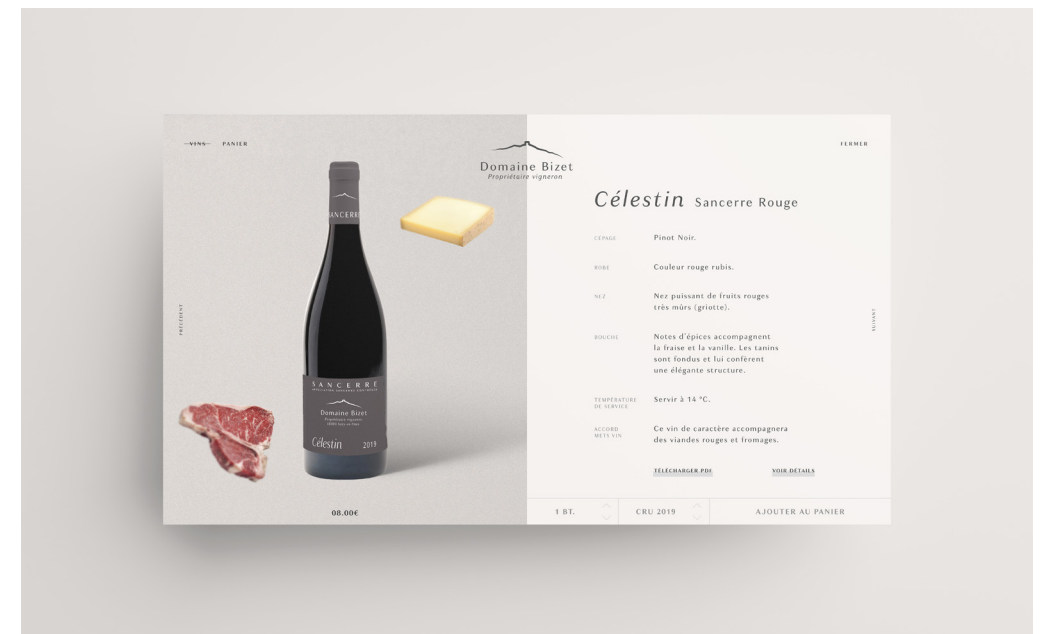 VINS PANIER
FERMER
Domaine Bizet
Propriétaire vigneron
Célestin Sancerre Rouge
CÉPAGE Pinot Noir.
ROBE Couleur rouge rubis.
NEZ Nez puissant de fruits rouges
très mûrs (griotte).
BOUCHE Notes d'épices accompagnent
la fraise et la vanille. Les tanins
sont fondus et lui confèrent
une élégante structure.
TEMPÉRATURE Servir à 14 °C.
DE SERVICE
ACCORD Ce vin de caractère accompagnera
METS VIN des viandes rouges et fromages.
TÉLÉCHARGER PDF VOIR DÉTAILS
1 BT. CRU 2019 AJOUTER AU PANIER
PRÉCÉDENT
SUIVANT
SANCERRE
SANCERRE
Domaine Bizet
Propriétaire vigneron
Célestin 2019
08.00€